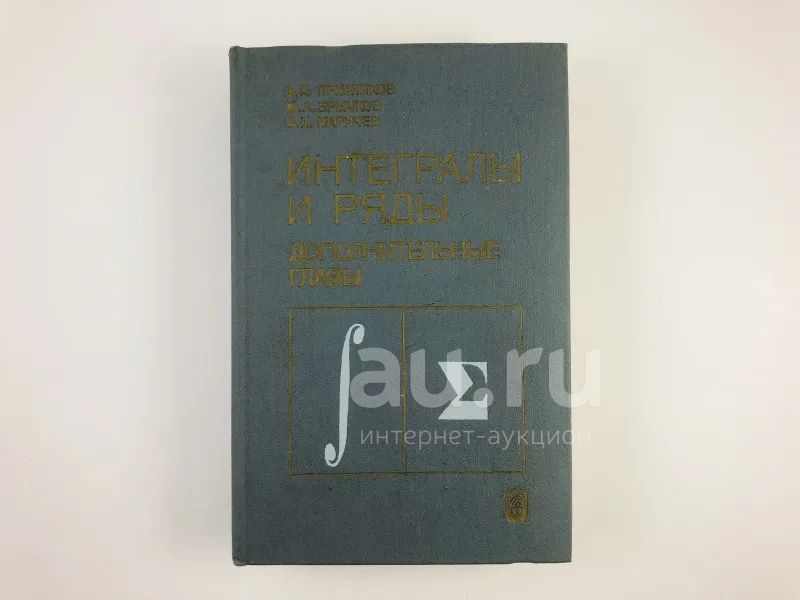 А.П. ПРУДНИКОВ
Ю.А. БРЫЧКОВ
О.И. МАРИЧЕВ
ИНТЕГРАЛЫ
И РЯДЫ
ДОПОЛНИТЕЛЬНЫЕ
ГЛАВЫ
∫ Σ
au.ru
интернет-аукцион